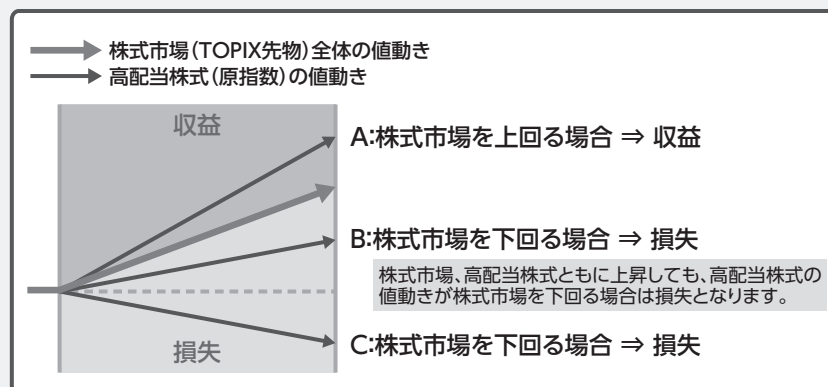 株式市場(TOPIX先物)全体の値動き
高配当株式(原指数)の値動き
収益
A:株式市場を上回る場合 ⇒ 収益
B:株式市場を下回る場合 ⇒ 損失
株式市場、高配当株式ともに上昇しても、高配当株式の
値動きが株式市場を下回る場合は損失となります。
損失
C:株式市場を下回る場合 ⇒ 損失